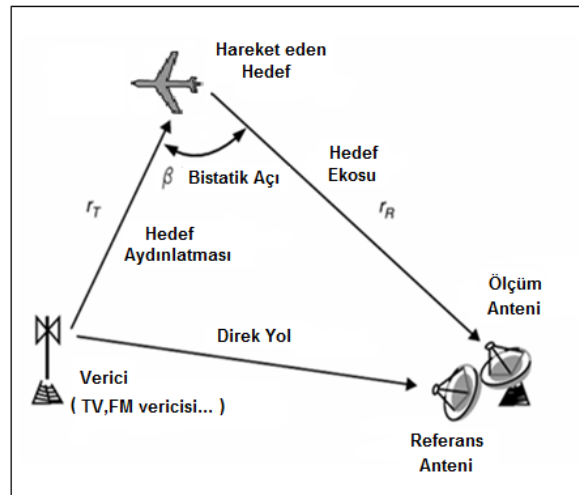 Hareket eden
Hedef
β
Bistatik Açı
Hedef
Ekosu
r_T
r_R
Hedef
Aydınlatması
Ölçüm
Anteni
Direk Yol
Verici
( TV,FM vericisi... )
Referans
Anteni